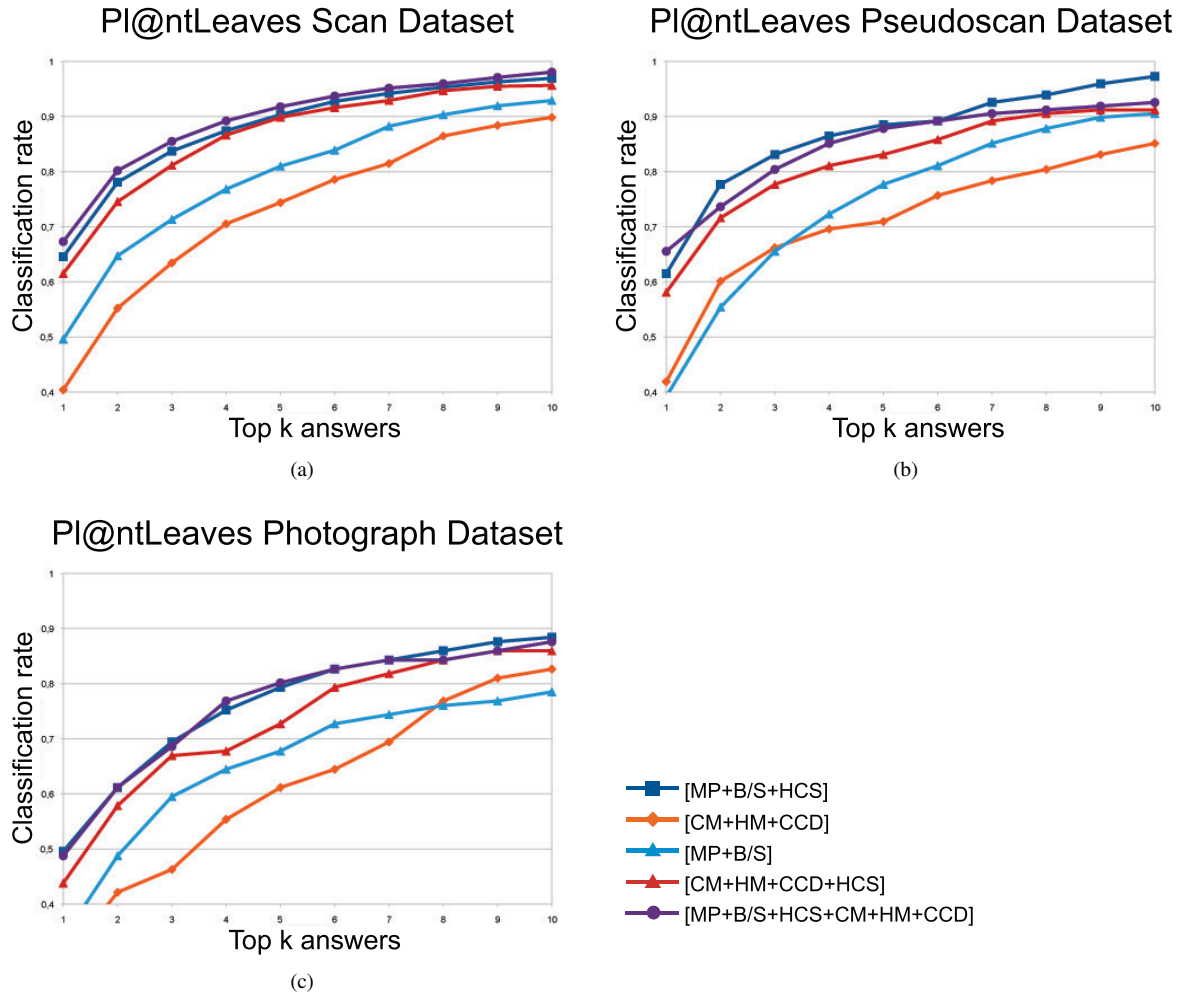 Pl@ntLeaves Scan Dataset
Classification rate
1
0,9
0,8
0,7
0,6
0,5
0,4
1 2 3 4 5 6 7 8 9 10
Top k answers
(a)
Pl@ntLeaves Pseudoscan Dataset
Classification rate
1
0,9
0,8
0,7
0,6
0,5
0,4
1 2 3 4 5 6 7 8 9 10
Top k answers
(b)
Pl@ntLeaves Photograph Dataset
Classification rate
1
0,9
0,8
0,7
0,6
0,5
0,4
1 2 3 4 5 6 7 8 9 10
Top k answers
(c)
[MP+B/S+HCS]
[CM+HM+CCD]
[MP+B/S]
[CM+HM+CCD+HCS]
[MP+B/S+HCS+CM+HM+CCD]